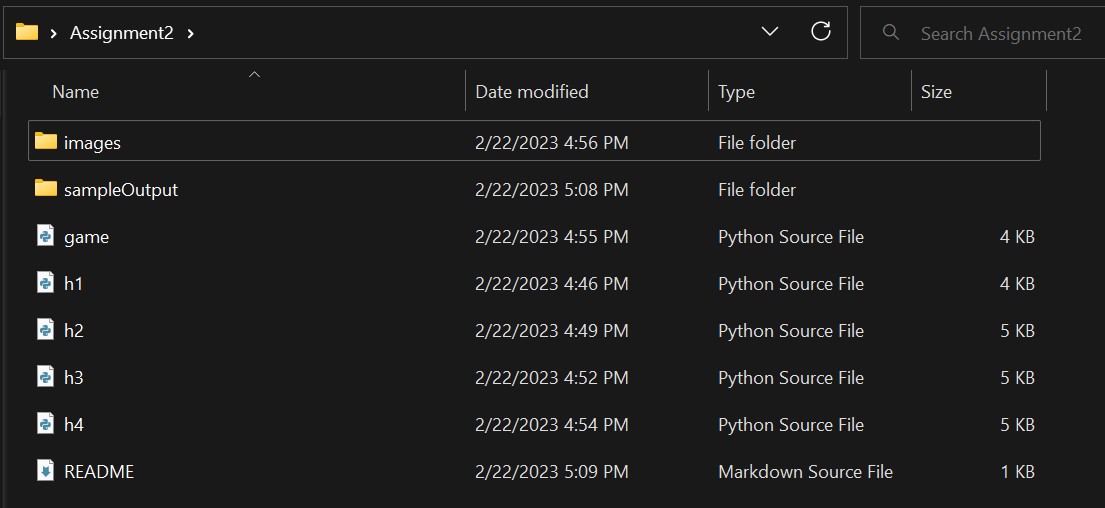 Assignment2 Search Assignment2
Name Date modified Type Size
images 2/22/2023 4:56 PM File folder
sampleOutput 2/22/2023 5:08 PM File folder
game 2/22/2023 4:55 PM Python Source File 4 KB
h1 2/22/2023 4:46 PM Python Source File 4 KB
h2 2/22/2023 4:49 PM Python Source File 5 KB
h3 2/22/2023 4:52 PM Python Source File 5 KB
h4 2/22/2023 4:54 PM Python Source File 5 KB
README 2/22/2023 5:09 PM Markdown Source File 1 KB